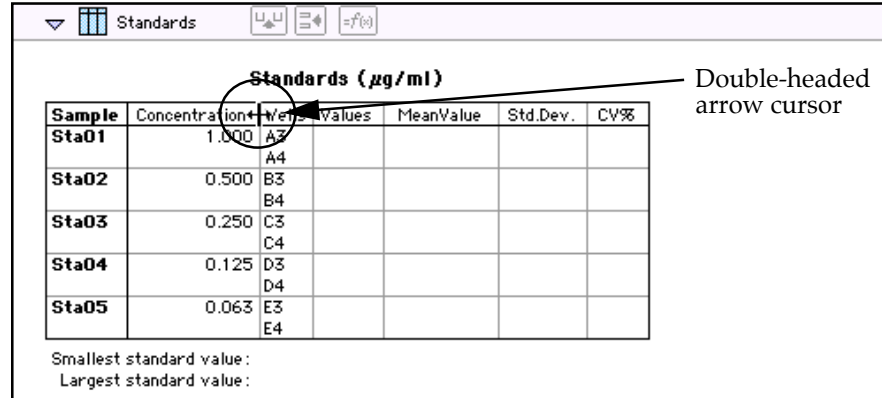 Standards =f(x)
Standards (µg/ml)
Double-headed
arrow cursor
Sample Concentration Wells Values MeanValue Std.Dev. CV%
Sta01 1.000 A3
A4
Sta02 0.500 B3
B4
Sta03 0.250 C3
C4
Sta04 0.125 D3
D4
Sta05 0.063 E3
E4
Smallest standard value:
Largest standard value: